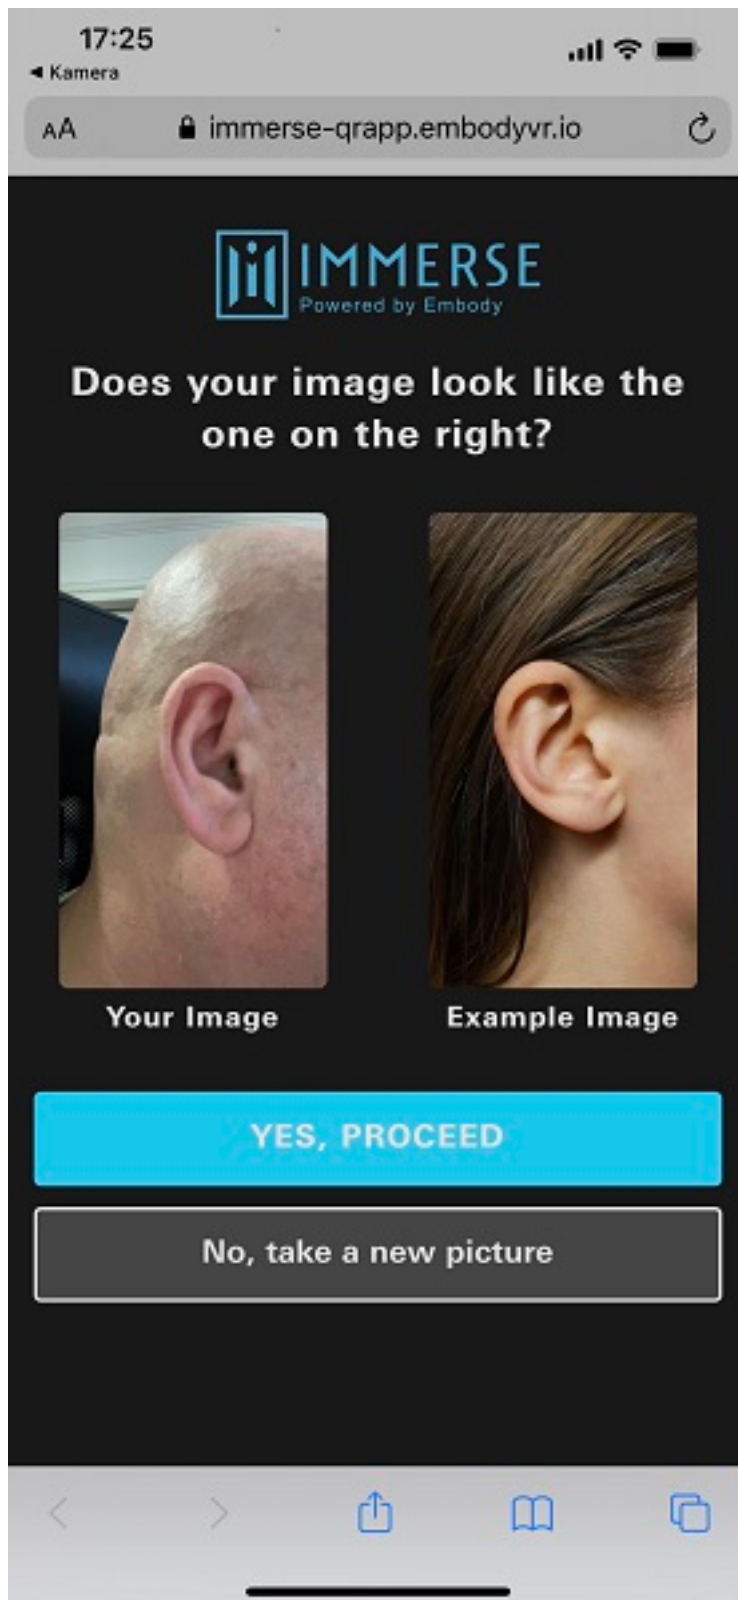 17:25
◄ Kamera
AA immerse-qrapp.embodyvr.io
IMMERSE
Powered by Embody
Does your image look like the
one on the right?
Your Image Example Image
YES, PROCEED
No, take a new picture